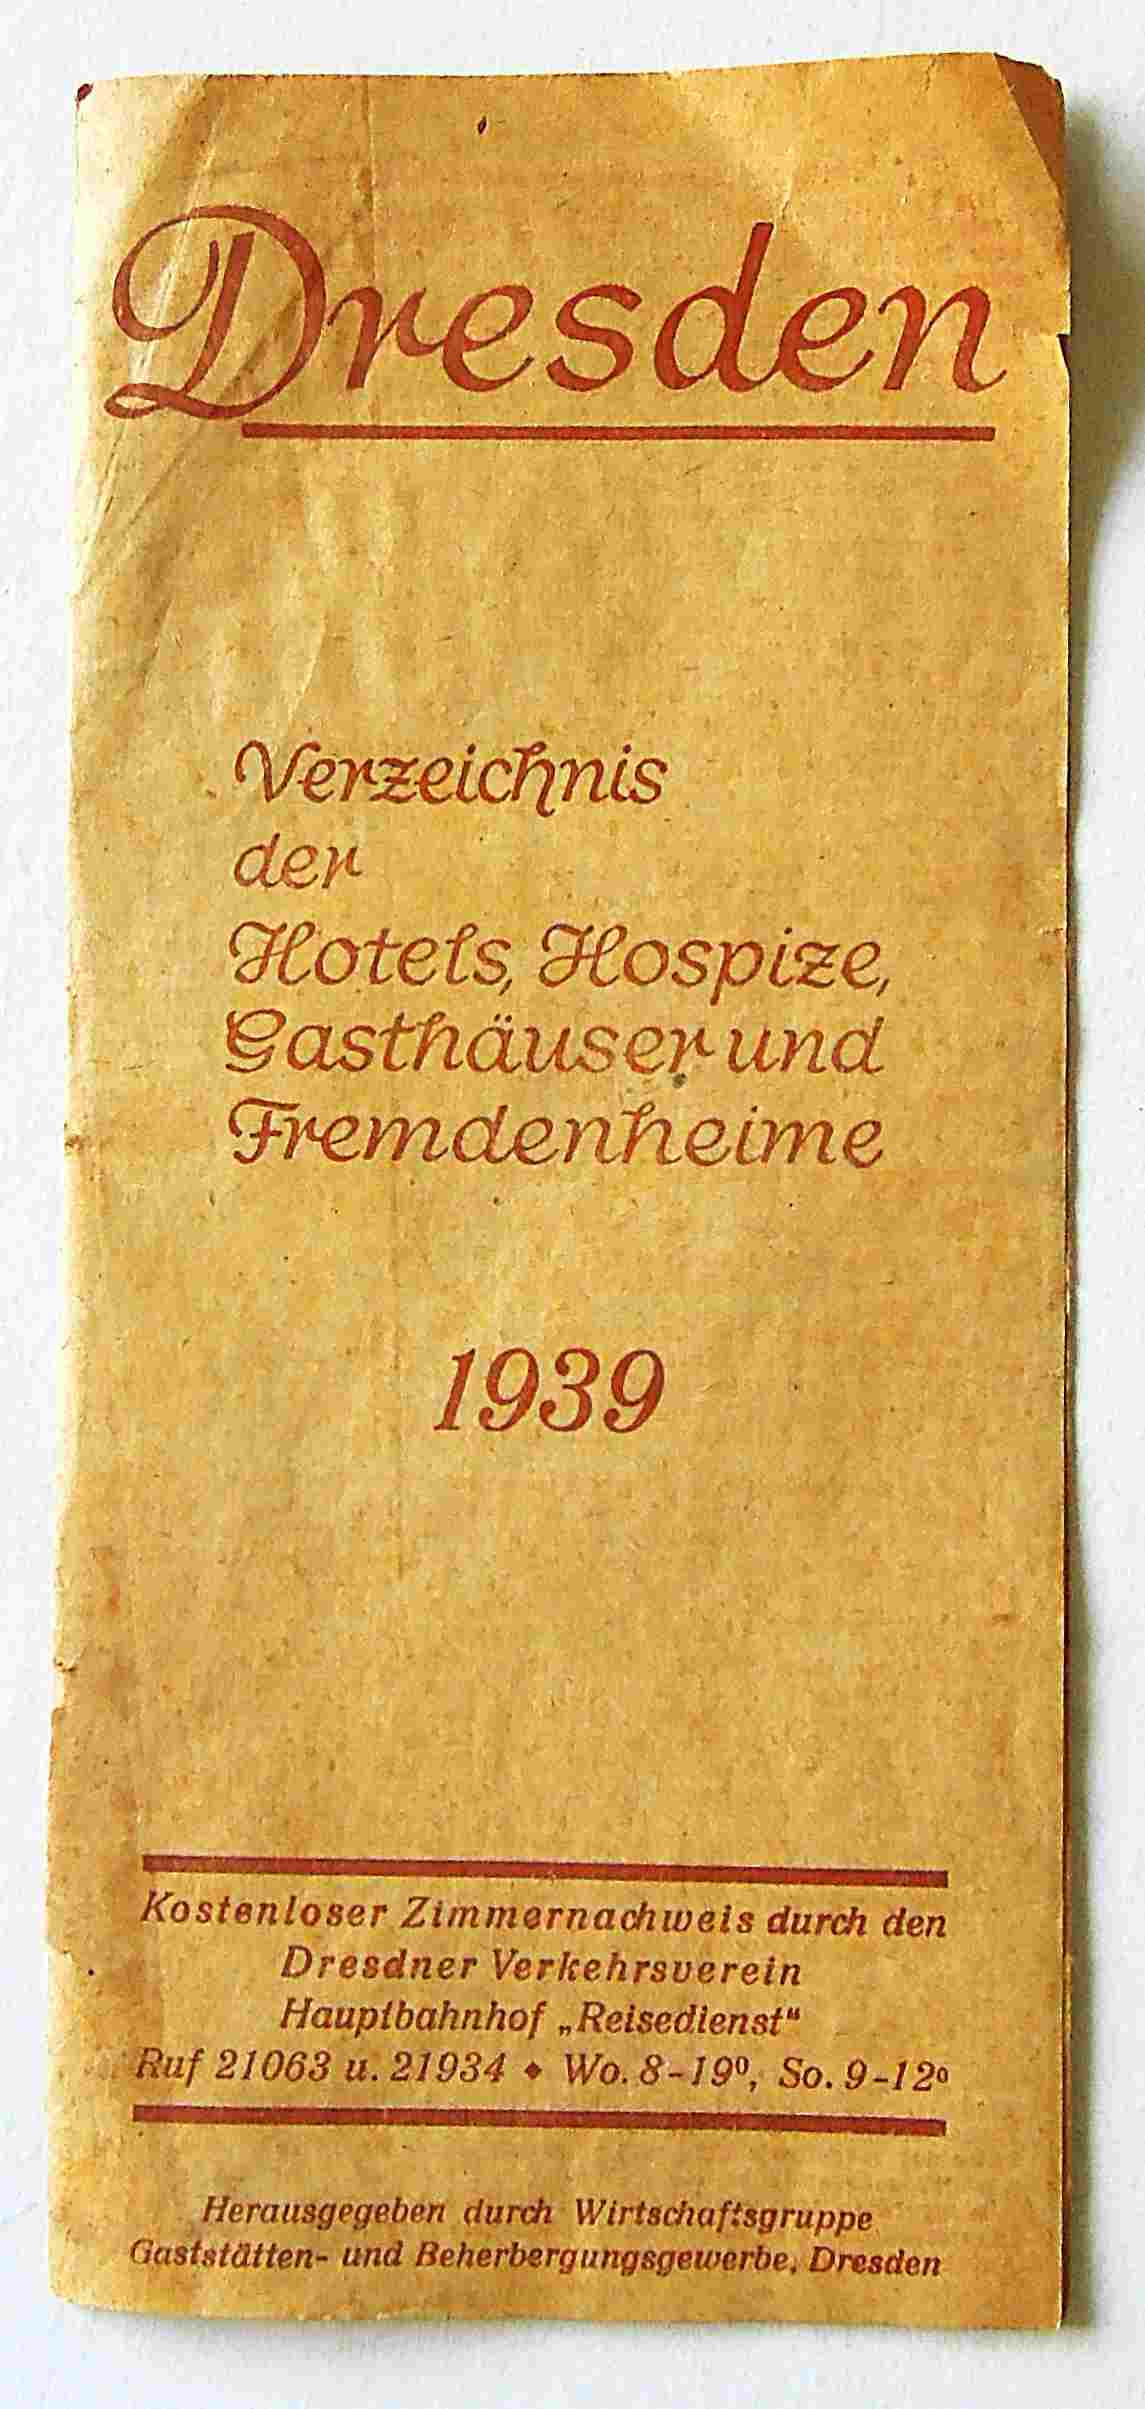 Dresden
Verzeichnis
der
Hotels, Hospize,
Gasthäuser und
Fremdenheime
1939
Kostenloser Zimmernachweis durch den
Dresdner Verkehrsverein
Hauptbahnhof „Reisedienst“
Ruf 21063 u. 21934 ◆ Wo. 8-19⁰, So. 9-12⁰
Herausgegeben durch Wirtschaftsgruppe
Gaststätten- und Beherbergungsgewerbe, Dresden